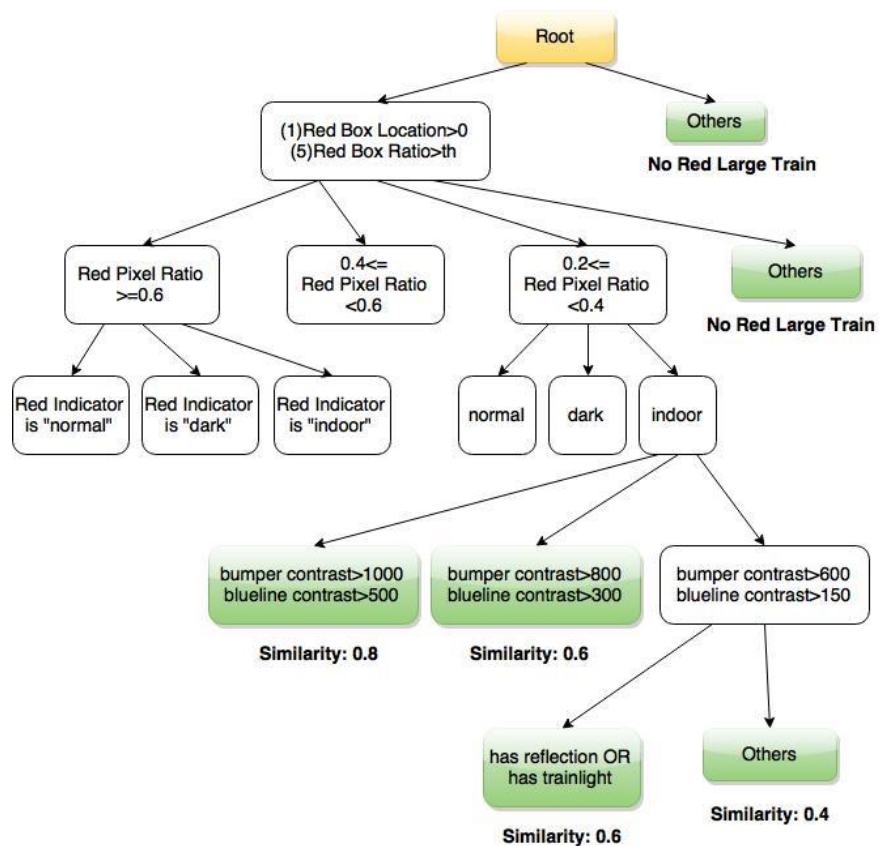 Root
(1)Red Box Location>0
(5)Red Box Ratio>th
Others
No Red Large Train
Red Pixel Ratio
>=0.6
0.4<=
Red Pixel Ratio
<0.6
0.2<=
Red Pixel Ratio
<0.4
Others
No Red Large Train
Red Indicator
is "normal"
Red Indicator
is "dark"
Red Indicator
is "indoor"
normal
dark
indoor
bumper contrast>1000
blueline contrast>500
Similarity: 0.8
bumper contrast>800
blueline contrast>300
Similarity: 0.6
bumper contrast>600
blueline contrast>150
has reflection OR
has trainlight
Similarity: 0.6
Others
Similarity: 0.4